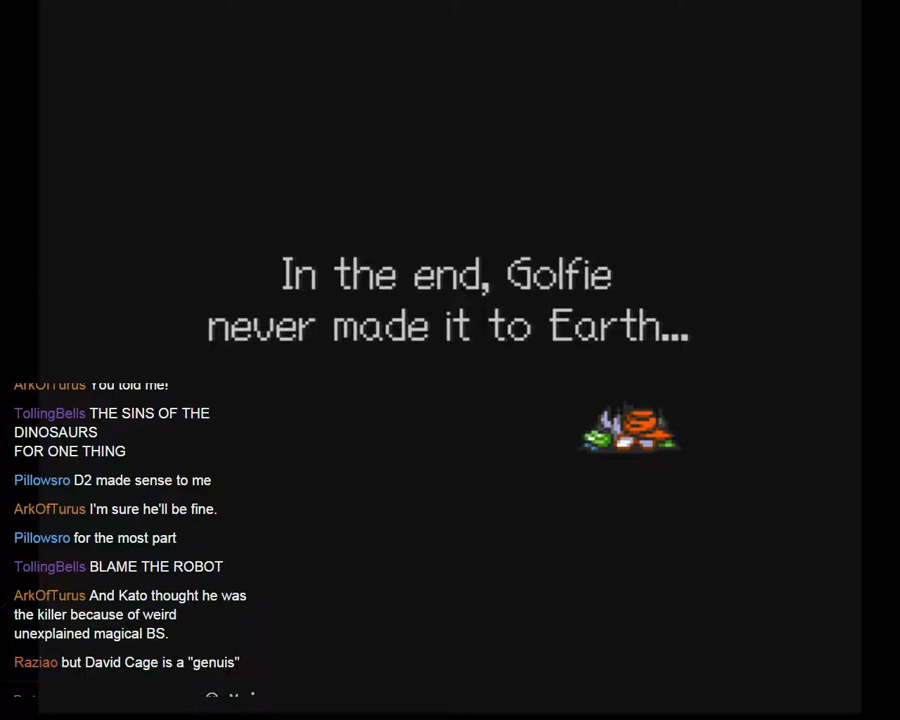 In the end, Golfie
never made it to Earth...
ArkOfTurus You told me!
TollingBells THE SINS OF THE
DINOSAURS
FOR ONE THING
Pillowsro D2 made sense to me
ArkOfTurus I'm sure he'll be fine.
Pillowsro for the most part
TollingBells BLAME THE ROBOT
ArkOfTurus And Kato thought he was
the killer because of weird
unexplained magical BS.
Raziao but David Cage is a "genuis"